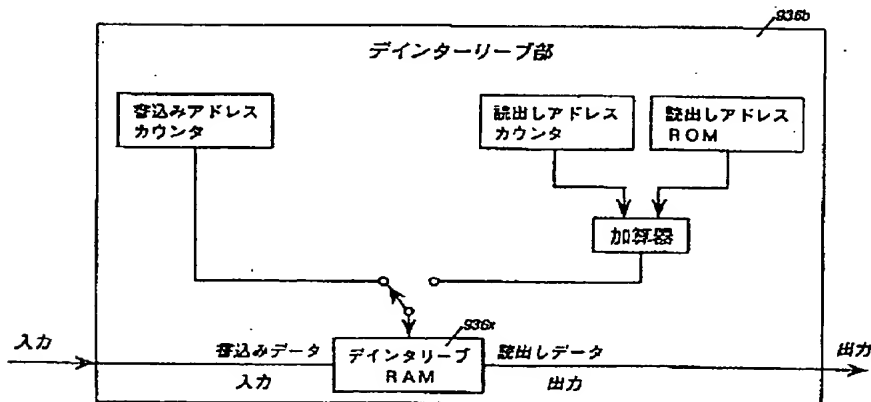 936b
デインターリーブ部
書込みアドレス
カウンタ
読出しアドレス
カウンタ
読出しアドレス
ROM
加算器
936x
入力
書込みデータ
入力
デインタリーブ
RAM
読出しデータ
出力
出力